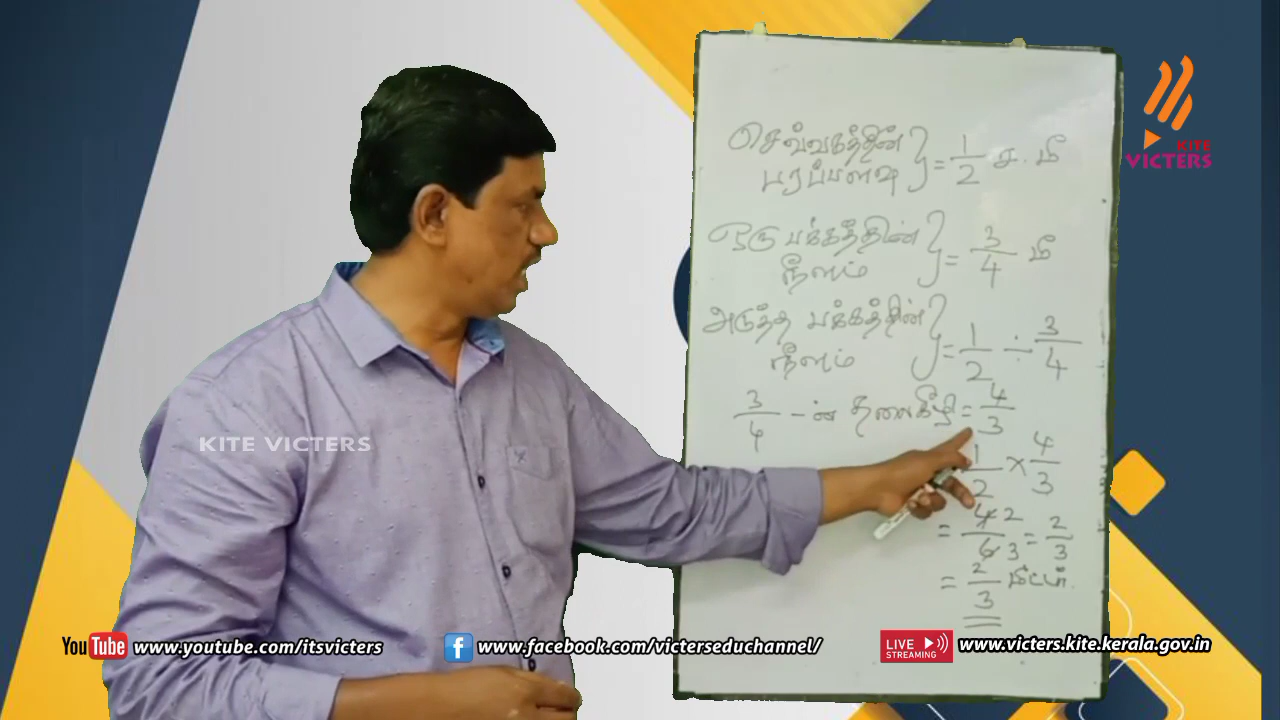 செவ்வகத்தின்
பரப்பளவு } = 1/2 ச. மீ
ஒரு பக்கத்தின்
நீளம் } = 3/4 மீ
அடுத்த பக்கத்தின்
நீளம் } = 1/2 ÷ 3/4
3/4 -ன் தலைகீழ் = 4/3
1/2 × 4/3
= 4/6 2/3 = 2/3
= 2/3 மீட்டர்
KITE
VICTERS
KITE VICTERS
YouTube www.youtube.com/itsvicters
f www.facebook.com/victerseduchannel/
LIVE STREAMING www.victers.kite.kerala.gov.in